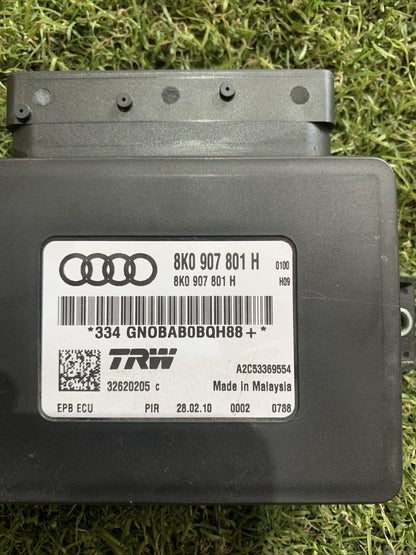 8K0 907 801 H 0100
8K0 907 801 H H09
*334 GN0BAB0BQH88+*
TRW A2C53369554
32620205 c Made in Malaysia
EPB ECU PIR 28.02.10 0002 0788